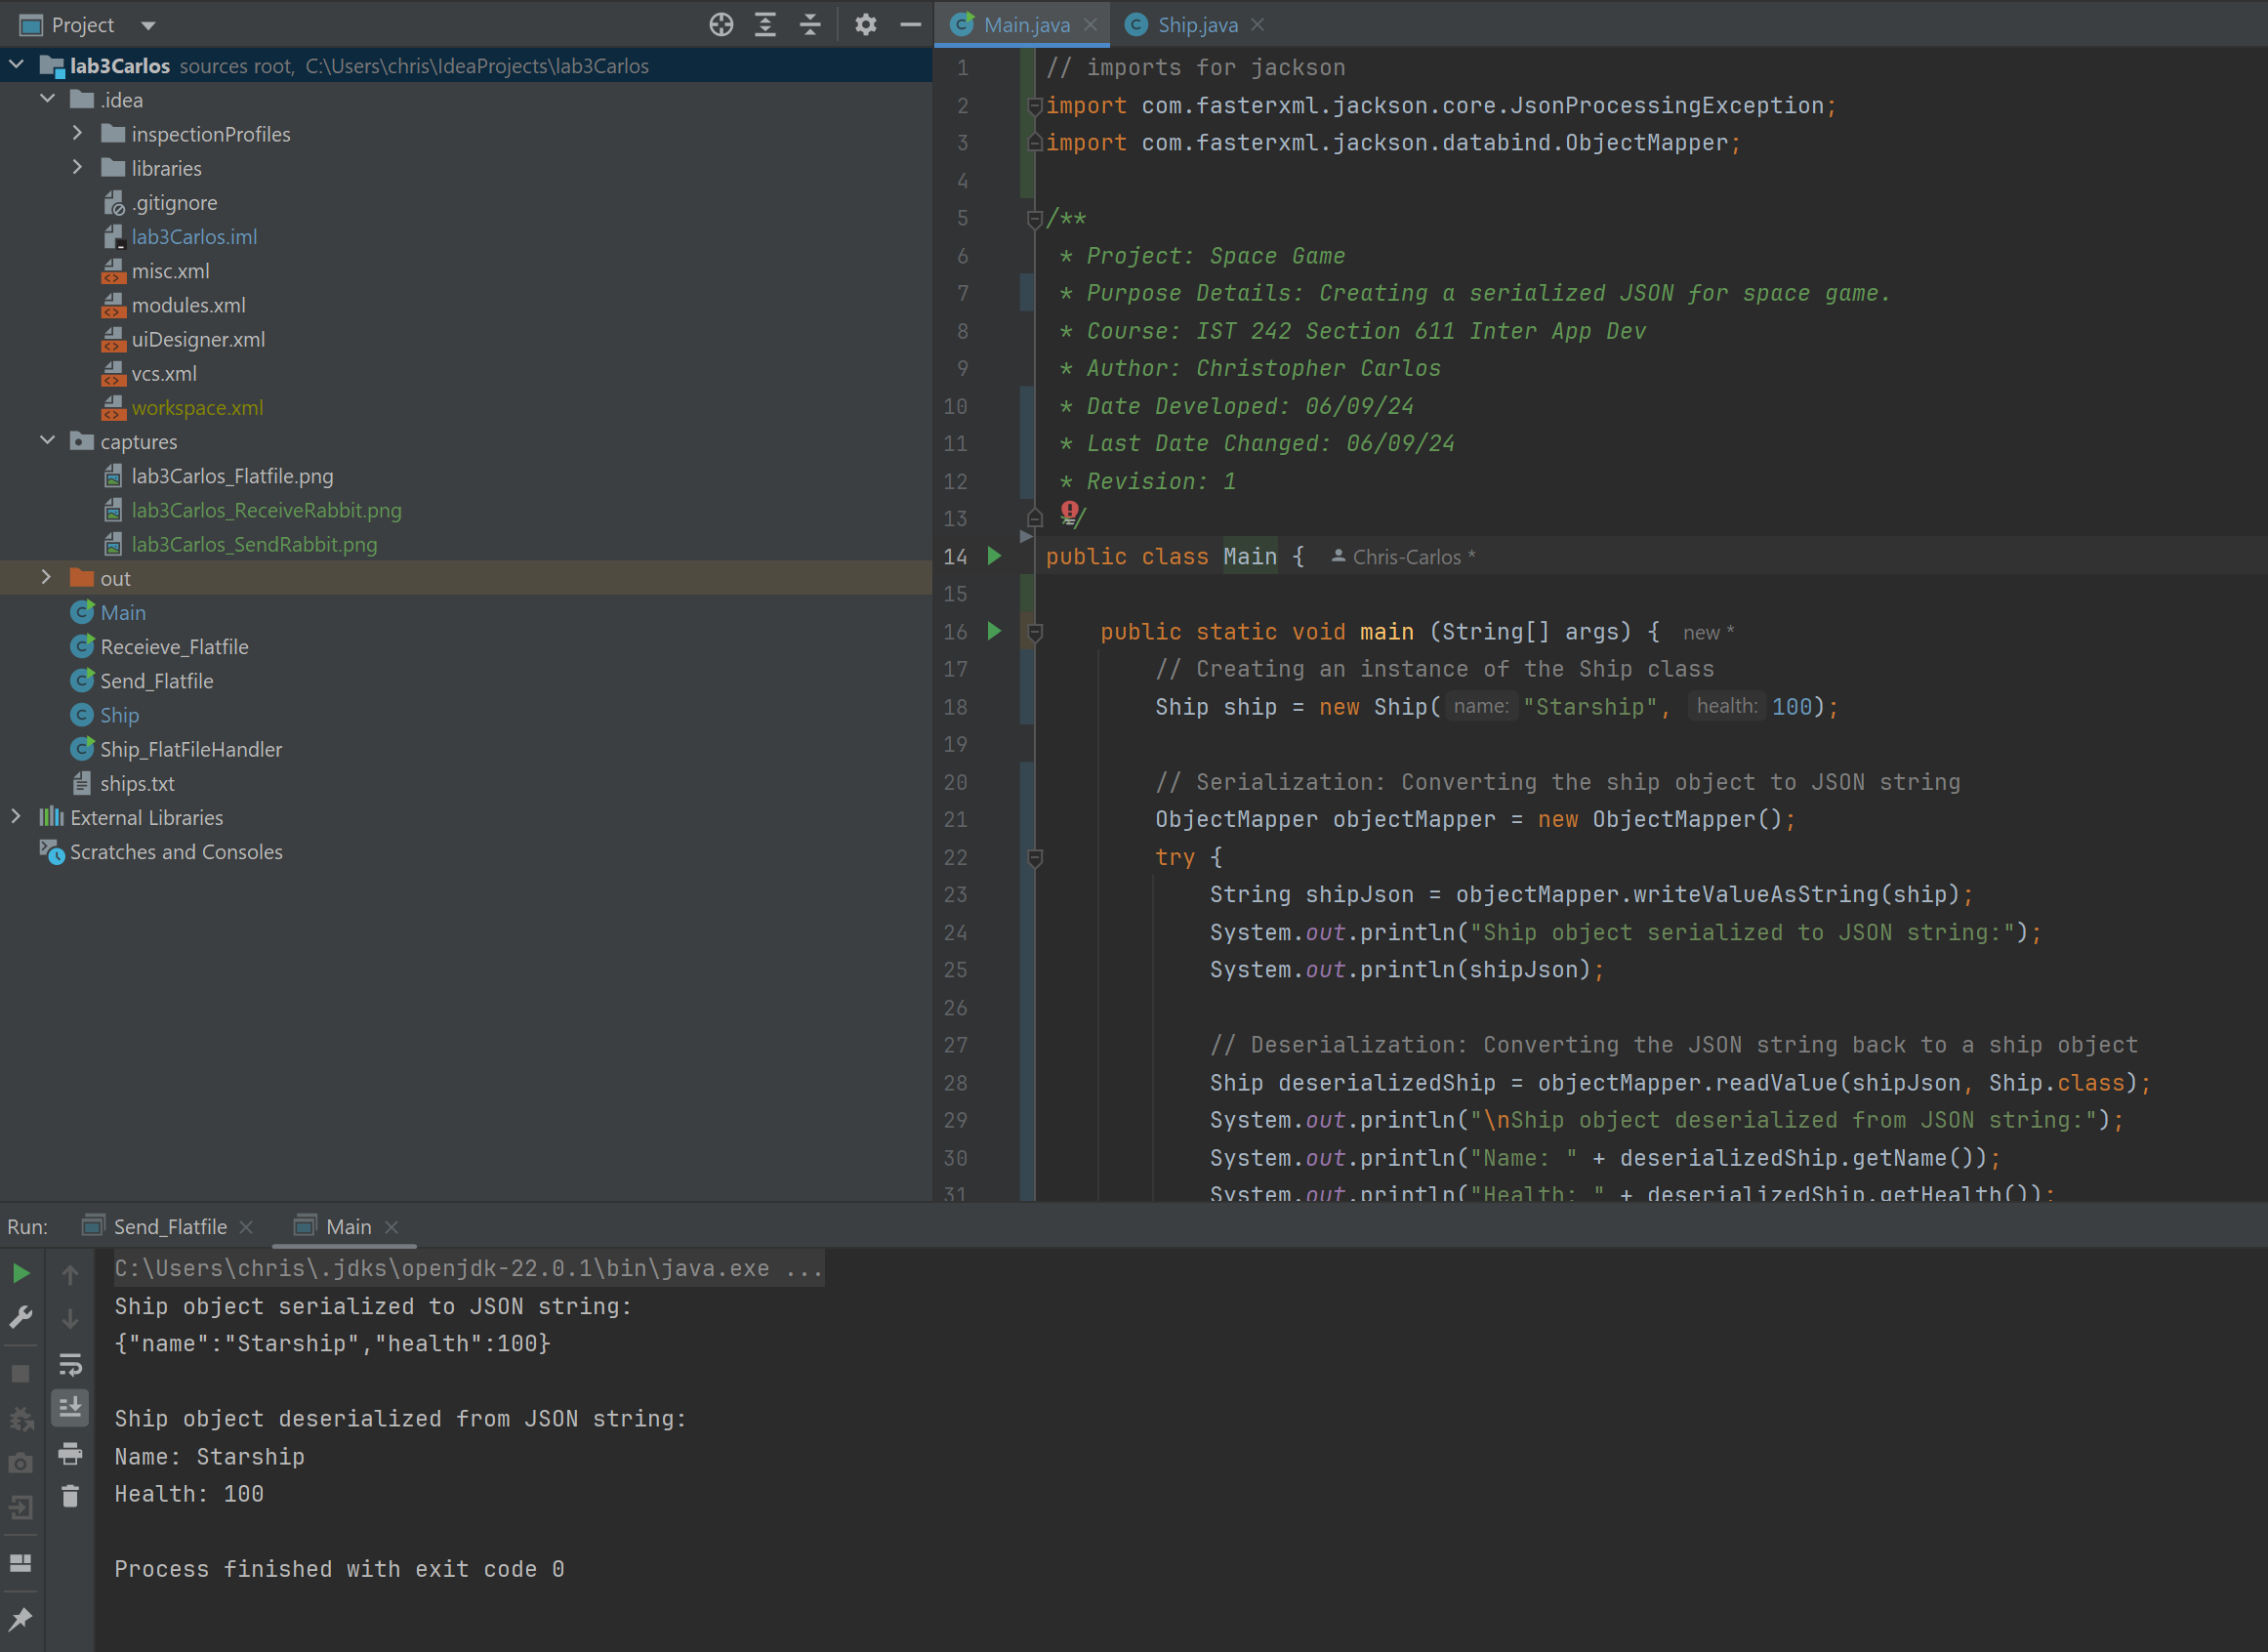 Project
lab3Carlos sources root, C:\Users\chris\IdeaProjects\lab3Carlos
.idea
inspectionProfiles
libraries
.gitignore
lab3Carlos.iml
misc.xml
modules.xml
uiDesigner.xml
vcs.xml
workspace.xml
captures
lab3Carlos_Flatfile.png
lab3Carlos_ReceiveRabbit.png
lab3Carlos_SendRabbit.png
out
Main
Receieve_Flatfile
Send_Flatfile
Ship
Ship_FlatFileHandler
ships.txt
External Libraries
Scratches and Consoles
Main.java Ship.java
1 // imports for jackson
2 import com.fasterxml.jackson.core.JsonProcessingException;
3 import com.fasterxml.jackson.databind.ObjectMapper;
4
5 /**
6 * Project: Space Game
7 * Purpose Details: Creating a serialized JSON for space game.
8 * Course: IST 242 Section 611 Inter App Dev
9 * Author: Christopher Carlos
10 * Date Developed: 06/09/24
11 * Last Date Changed: 06/09/24
12 * Revision: 1
13 */
14 public class Main { Chris-Carlos *
15
16 public static void main (String[] args) { new *
17 // Creating an instance of the Ship class
18 Ship ship = new Ship( name: "Starship", health: 100);
19
20 // Serialization: Converting the ship object to JSON string
21 ObjectMapper objectMapper = new ObjectMapper();
22 try {
23 String shipJson = objectMapper.writeValueAsString(ship);
24 System.out.println("Ship object serialized to JSON string:");
25 System.out.println(shipJson);
26
27 // Deserialization: Converting the JSON string back to a ship object
28 Ship deserializedShip = objectMapper.readValue(shipJson, Ship.class);
29 System.out.println("\nShip object deserialized from JSON string:");
30 System.out.println("Name: " + deserializedShip.getName());
31 System.out.println("Health: " + deserializedShip.getHealth());
Run: Send_Flatfile Main
C:\Users\chris\.jdks\openjdk-22.0.1\bin\java.exe ...
Ship object serialized to JSON string:
{"name":"Starship","health":100}
Ship object deserialized from JSON string:
Name: Starship
Health: 100
Process finished with exit code 0